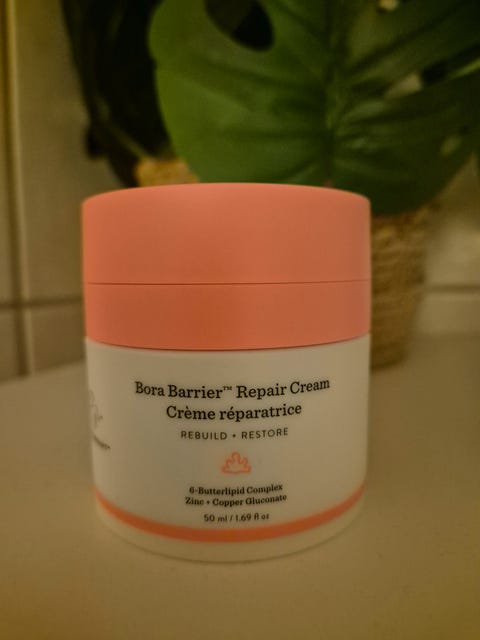 Bora Barrier™ Repair Cream
Crème réparatrice
REBUILD + RESTORE
6-Butterlipid Complex
Zinc + Copper Gluconate
50 ml / 1.69 fl oz